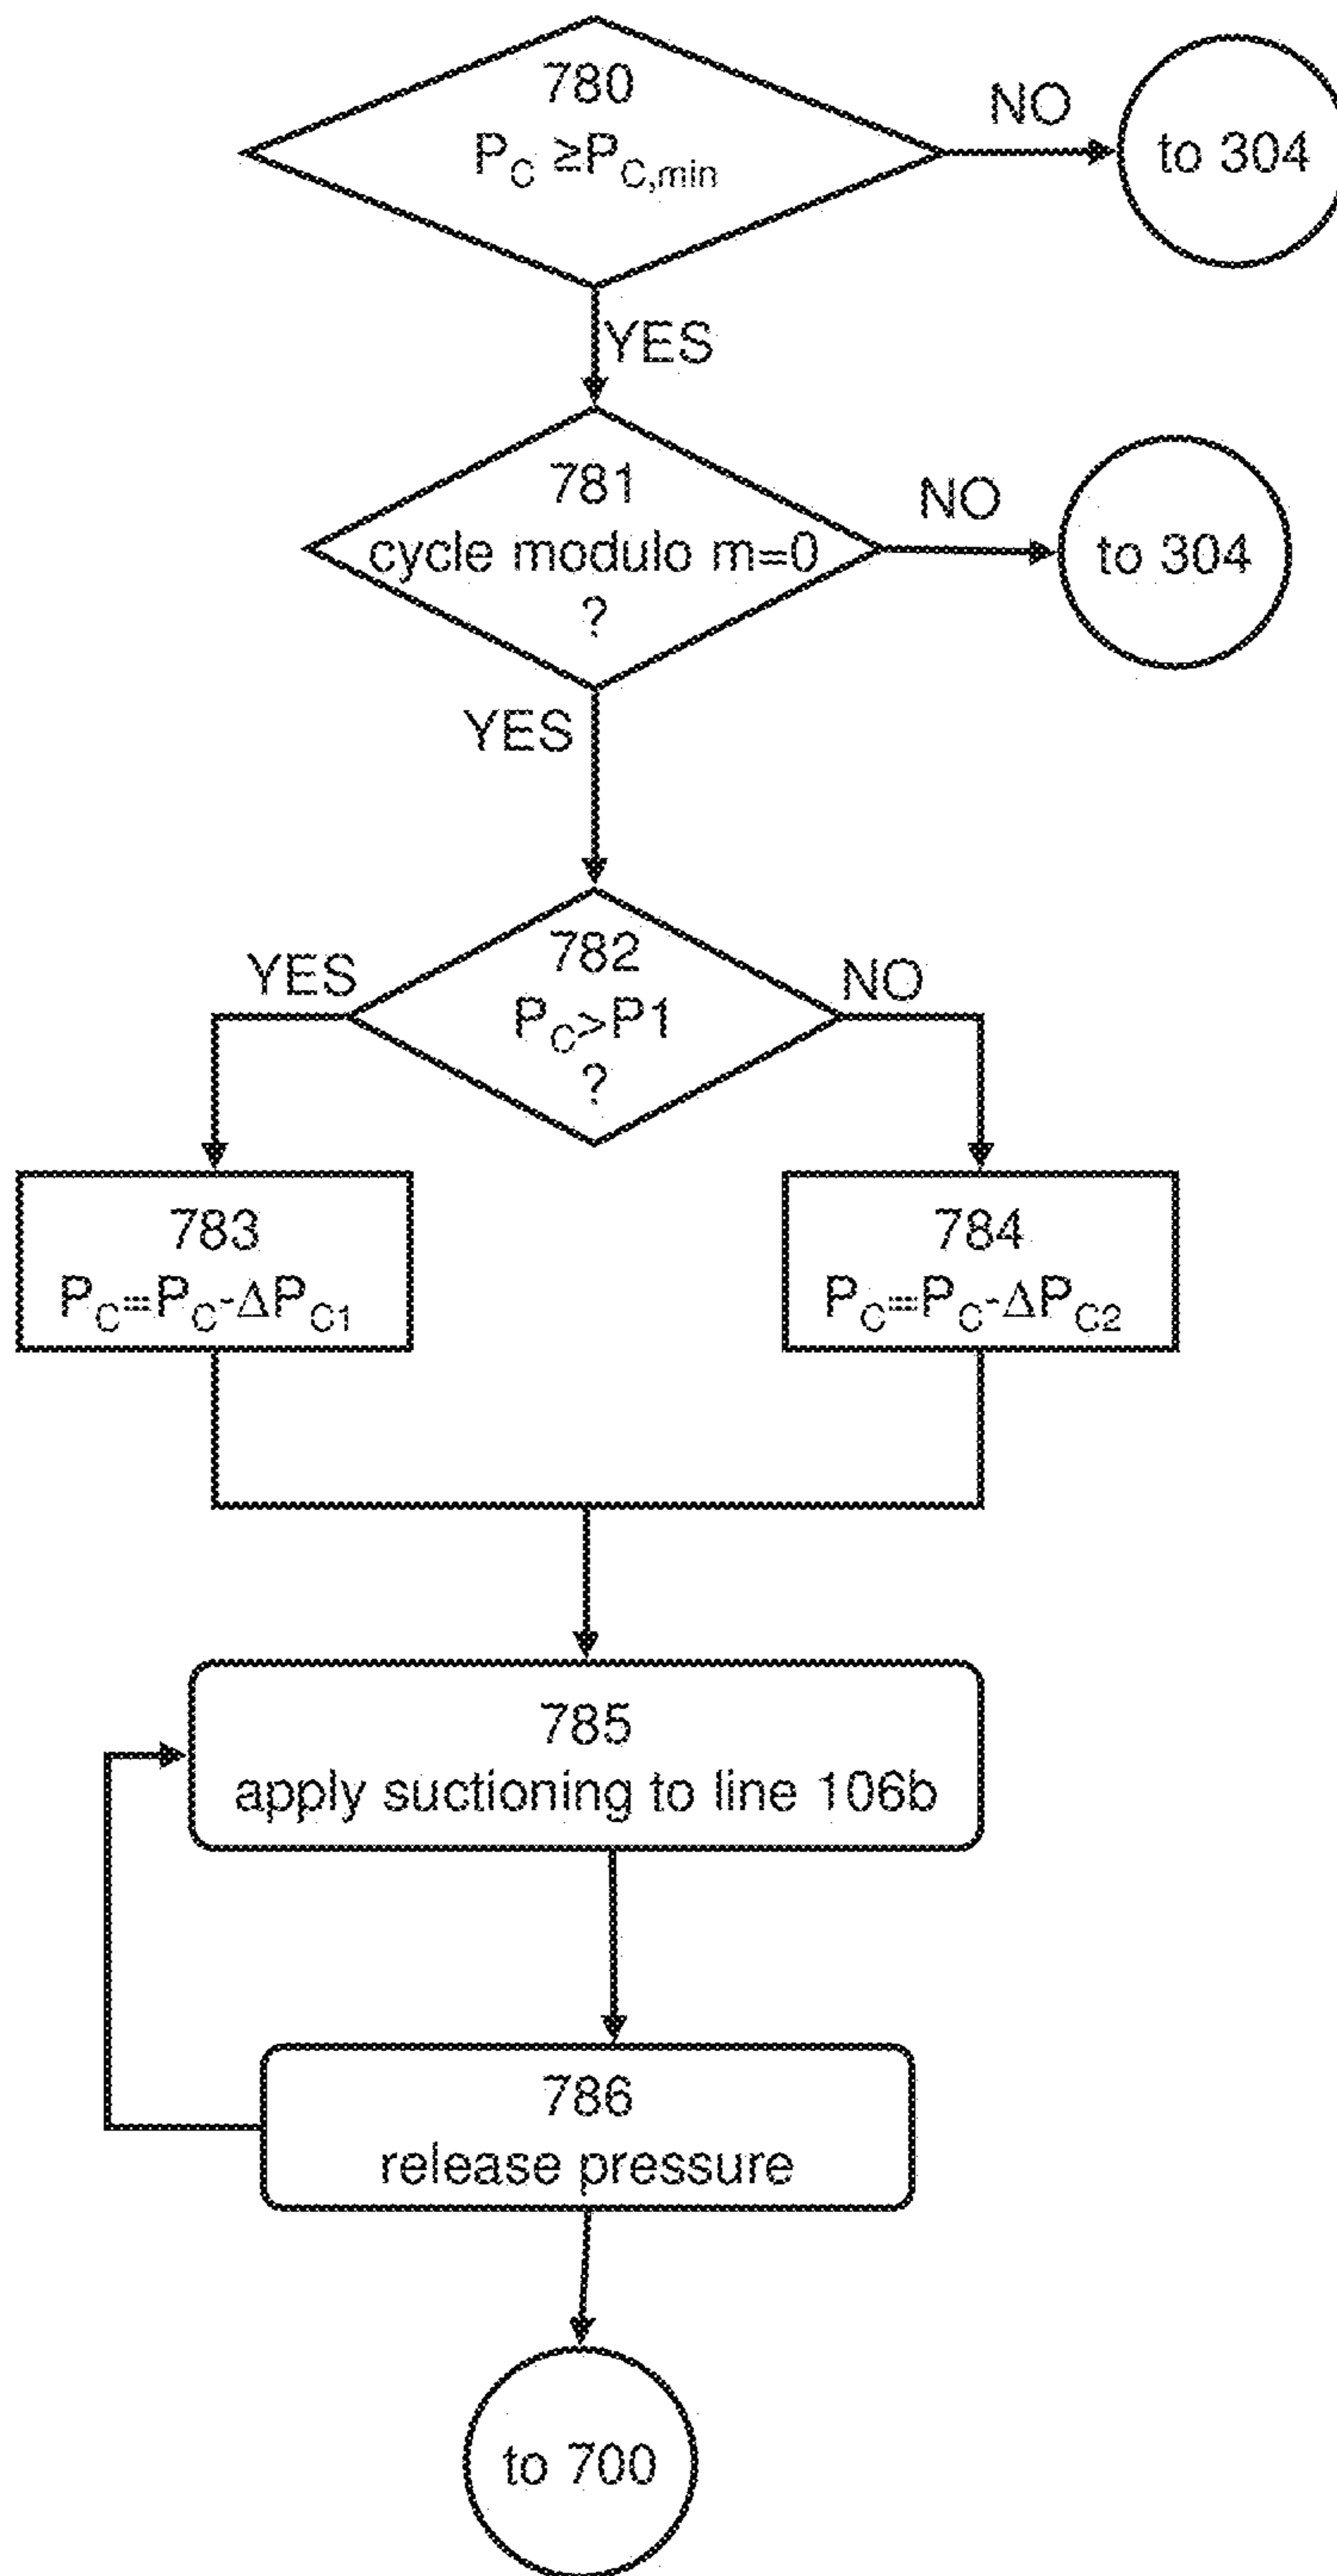 780
P_C ≥P_C,min
NO
to 304
YES
781
cycle modulo m=0
?
NO
to 304
YES
782
P_C>P1
?
YES
NO
783
P_C=P_C-ΔP_C1
784
P_C=P_C-ΔP_C2
785
apply suctioning to line 106b
786
release pressure
to 700